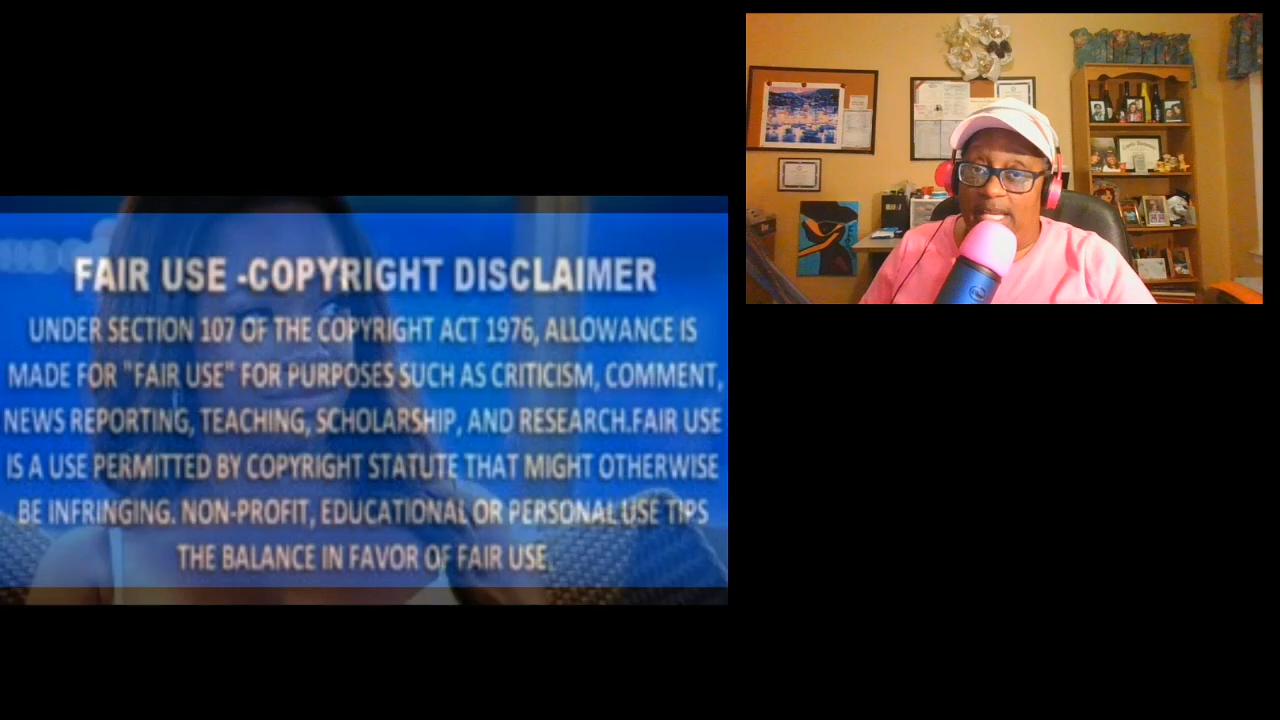 FAIR USE -COPYRIGHT DISCLAIMER
UNDER SECTION 107 OF THE COPYRIGHT ACT 1976, ALLOWANCE IS
MADE FOR "FAIR USE" FOR PURPOSES SUCH AS CRITICISM, COMMENT,
NEWS REPORTING, TEACHING, SCHOLARSHIP, AND RESEARCH.FAIR USE
IS A USE PERMITTED BY COPYRIGHT STATUTE THAT MIGHT OTHERWISE
BE INFRINGING. NON-PROFIT, EDUCATIONAL OR PERSONAL USE TIPS
THE BALANCE IN FAVOR OF FAIR USE.